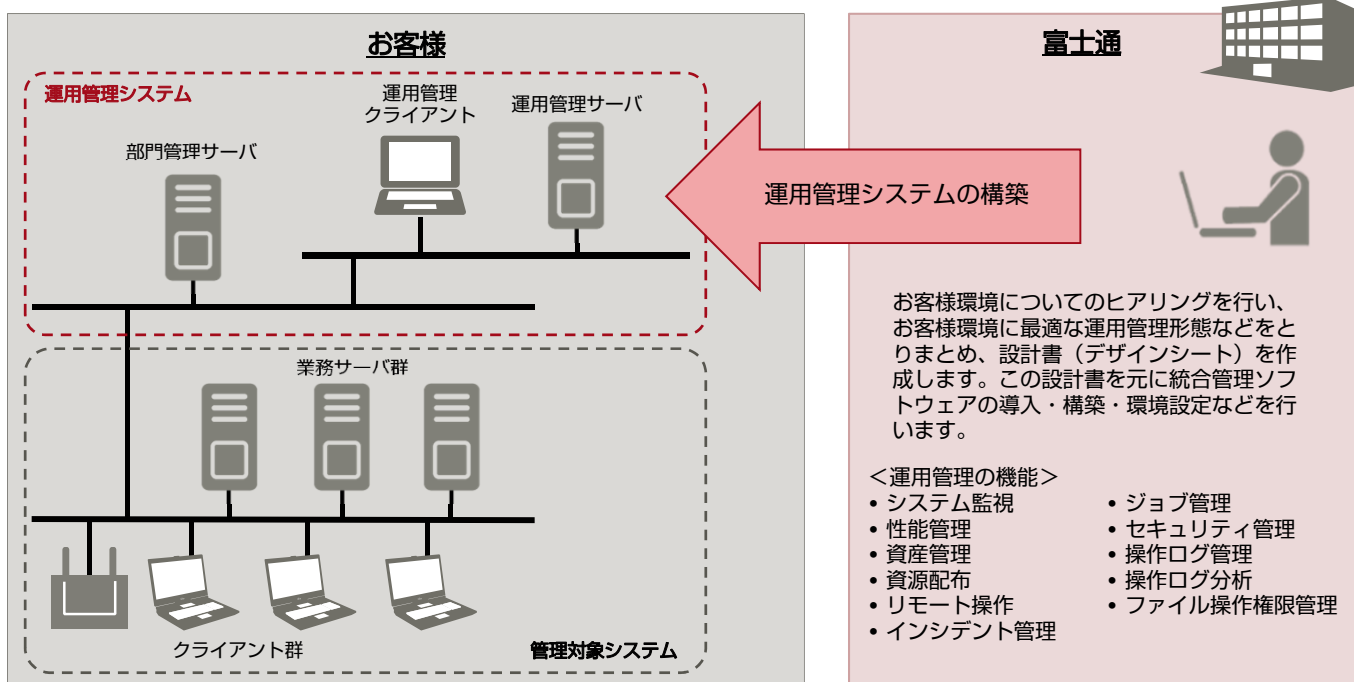 お客様
運用管理システム
運用管理
クライアント
運用管理サーバ
部門管理サーバ
業務サーバ群
クライアント群
管理対象システム
運用管理システムの構築
富士通
お客様環境についてのヒアリングを行い、
お客様環境に最適な運用管理形態などをと
りまとめ、設計書（デザインシート）を作
成します。この設計書を元に統合管理ソフ
トウェアの導入・構築・環境設定などを行
います。
＜運用管理の機能＞
• システム監視
• 性能管理
• 資産管理
• 資源配布
• リモート操作
• インシデント管理
• ジョブ管理
• セキュリティ管理
• 操作ログ管理
• 操作ログ分析
• ファイル操作権限管理